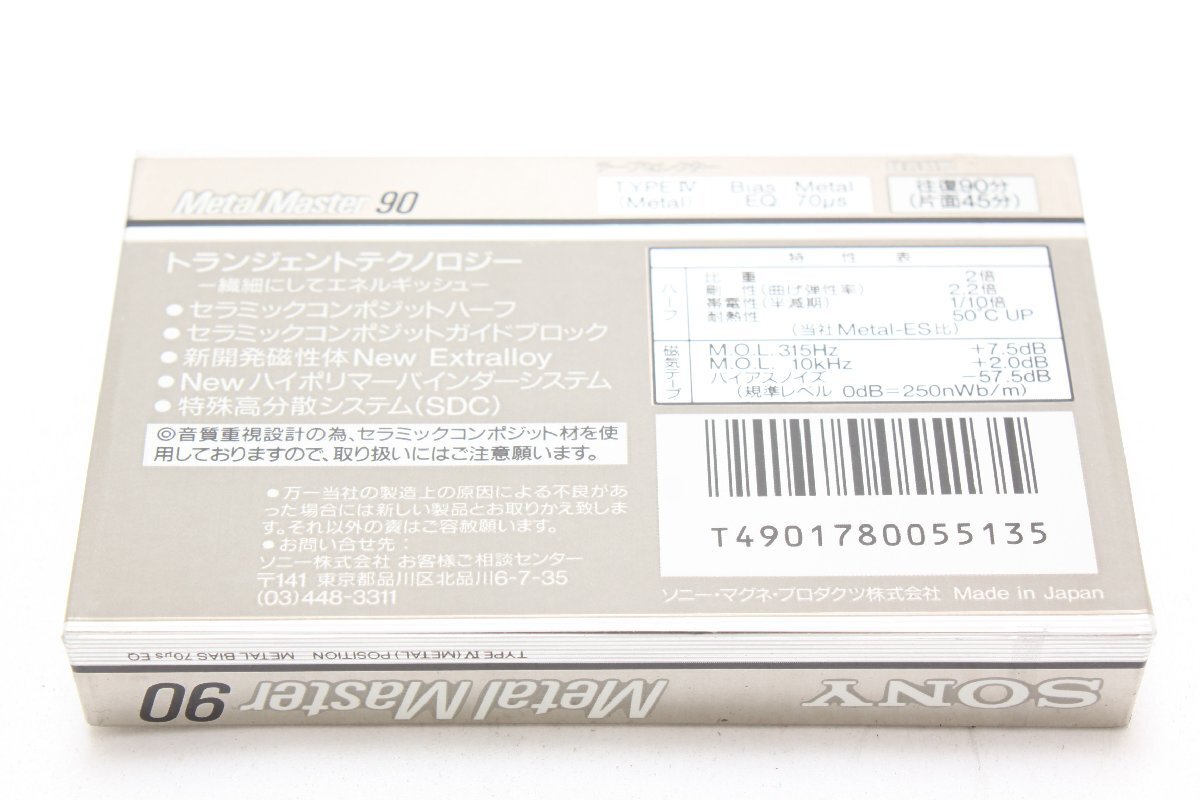 Metal Master 90
テープセレクター
TYPE Ⅳ Bias Metal
(Metal) EQ 70μs
往復90分
(片面45分)
トランジェントテクノロジー
−繊細にしてエネルギッシュ−
●セラミックコンポジットハーフ
●セラミックコンポジットガイドブロック
●新開発磁性体New Extralloy
●Newハイポリマーバインダーシステム
●特殊高分散システム(SDC)
◎音質重視設計の為、セラミックコンポジット材を使
用しておりますので、取り扱いにはご注意願います。
●万一当社の製造上の原因による不良があ
った場合には新しい製品とお取りかえ致しま
す。それ以外の責はご容赦願います。
●お問い合せ先：
ソニー株式会社 お客様ご相談センター
〒141 東京都品川区北品川6-7-35
(03)448-3311
特性表
ハーフ
比重 2倍
剛性(曲げ弾性率) 2.2倍
帯電性(半減期) 1/10倍
耐熱性 50℃ UP
(当社Metal-ES比)
磁気テープ
M.O.L. 315Hz +7.5dB
M.O.L. 10kHz +2.0dB
バイアスノイズ −57.5dB
(規準レベル 0dB=250nWb/m)
T4901780055135
ソニー・マグネ・プロダクツ株式会社 Made in Japan
TYPE Ⅳ (METAL) POSITION METAL BIAS 70μs EQ
SONY Metal Master 90